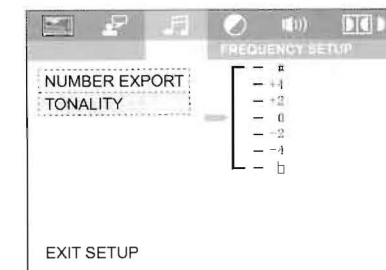 FREQUENCY SETUP
NUMBER EXPORT
TONALITY
#
+4
+2
0
-2
-4
b
EXIT SETUP